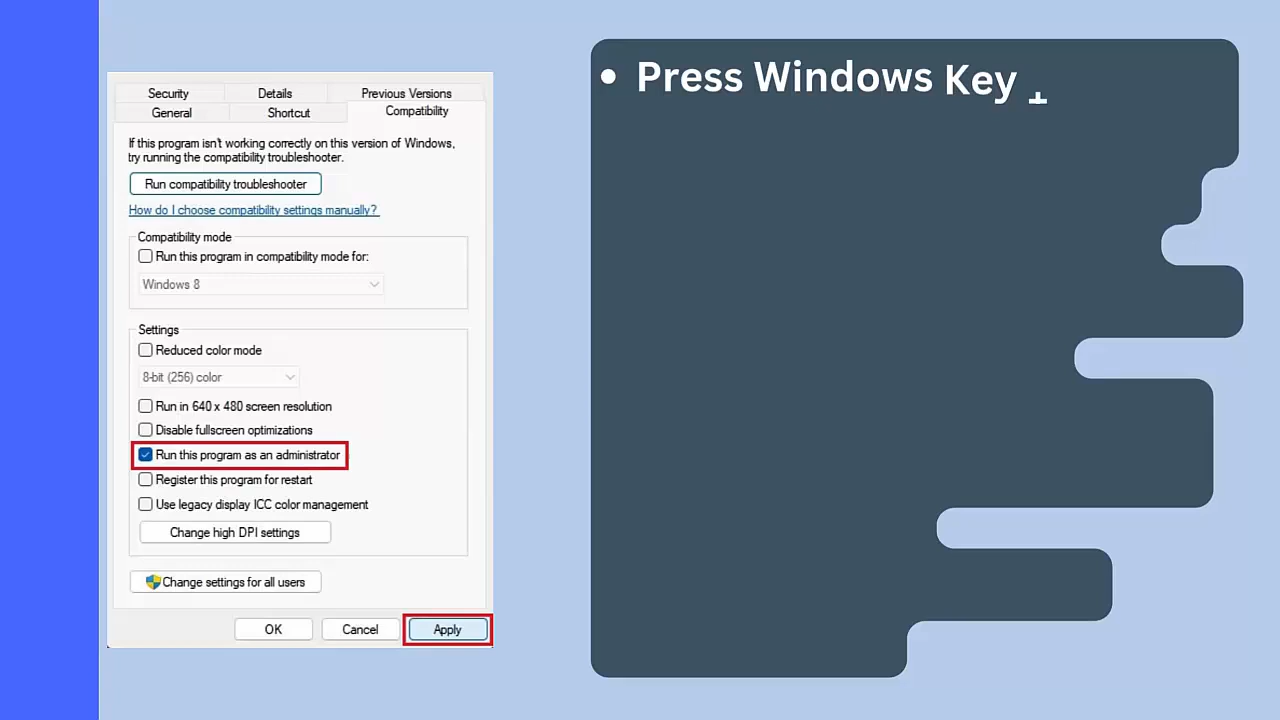 Security Details Previous Versions
General Shortcut Compatibility
If this program isn't working correctly on this version of Windows,
try running the compatibility troubleshooter.
Run compatibility troubleshooter
How do I choose compatibility settings manually?
Compatibility mode
Run this program in compatibility mode for:
Windows 8
Settings
Reduced color mode
8-bit (256) color
Run in 640 x 480 screen resolution
Disable fullscreen optimizations
Run this program as an administrator
Register this program for restart
Use legacy display ICC color management
Change high DPI settings
Change settings for all users
OK Cancel Apply
• Press Windows Key